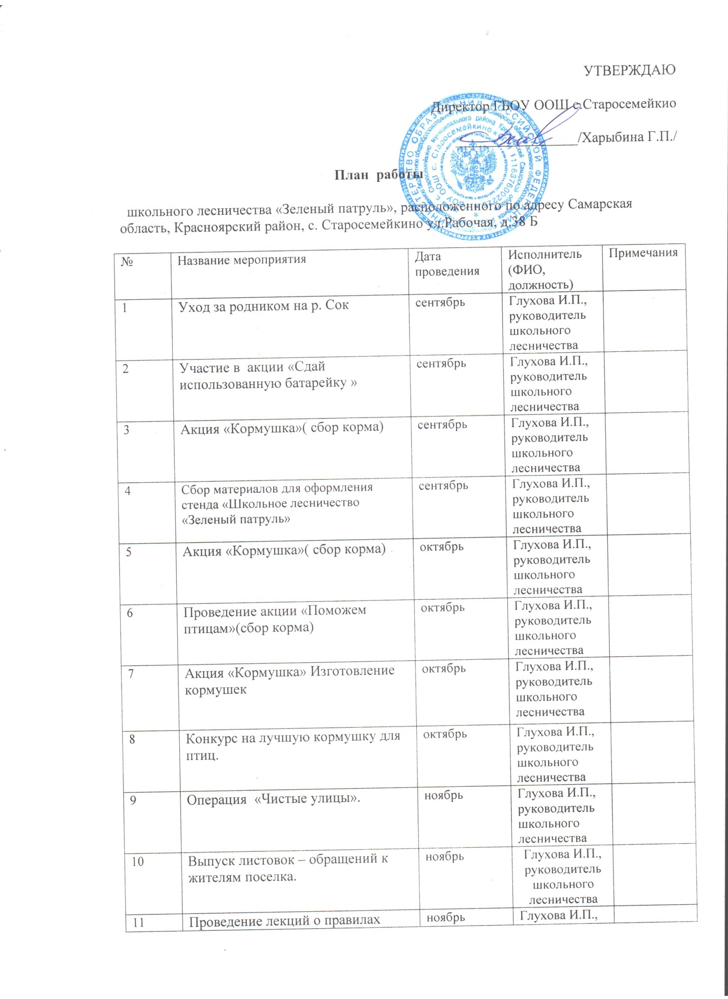 УТВЕРЖДАЮ
Директор ГБОУ ООШ с.Старосемейкио
/Харыбина Г.П./
План работы
школьного лесничества «Зеленый патруль», расположенного по адресу Самарская
область, Красноярский район, с. Старосемейкино ул.Рабочая, д.38 Б
№ Название мероприятия Дата проведения Исполнитель (ФИО, должность) Примечания
1 Уход за родником на р. Сок сентябрь Глухова И.П., руководитель школьного лесничества
2 Участие в акции «Сдай использованную батарейку » сентябрь Глухова И.П., руководитель школьного лесничества
3 Акция «Кормушка»( сбор корма) сентябрь Глухова И.П., руководитель школьного лесничества
4 Сбор материалов для оформления стенда «Школьное лесничество «Зеленый патруль» сентябрь Глухова И.П., руководитель школьного лесничества
5 Акция «Кормушка»( сбор корма) октябрь Глухова И.П., руководитель школьного лесничества
6 Проведение акции «Поможем птицам»(сбор корма) октябрь Глухова И.П., руководитель школьного лесничества
7 Акция «Кормушка» Изготовление кормушек октябрь Глухова И.П., руководитель школьного лесничества
8 Конкурс на лучшую кормушку для птиц. октябрь Глухова И.П., руководитель школьного лесничества
9 Операция «Чистые улицы». ноябрь Глухова И.П., руководитель школьного лесничества
10 Выпуск листовок – обращений к жителям поселка. ноябрь Глухова И.П., руководитель школьного лесничества
11 Проведение лекций о правилах ноябрь Глухова И.П.,